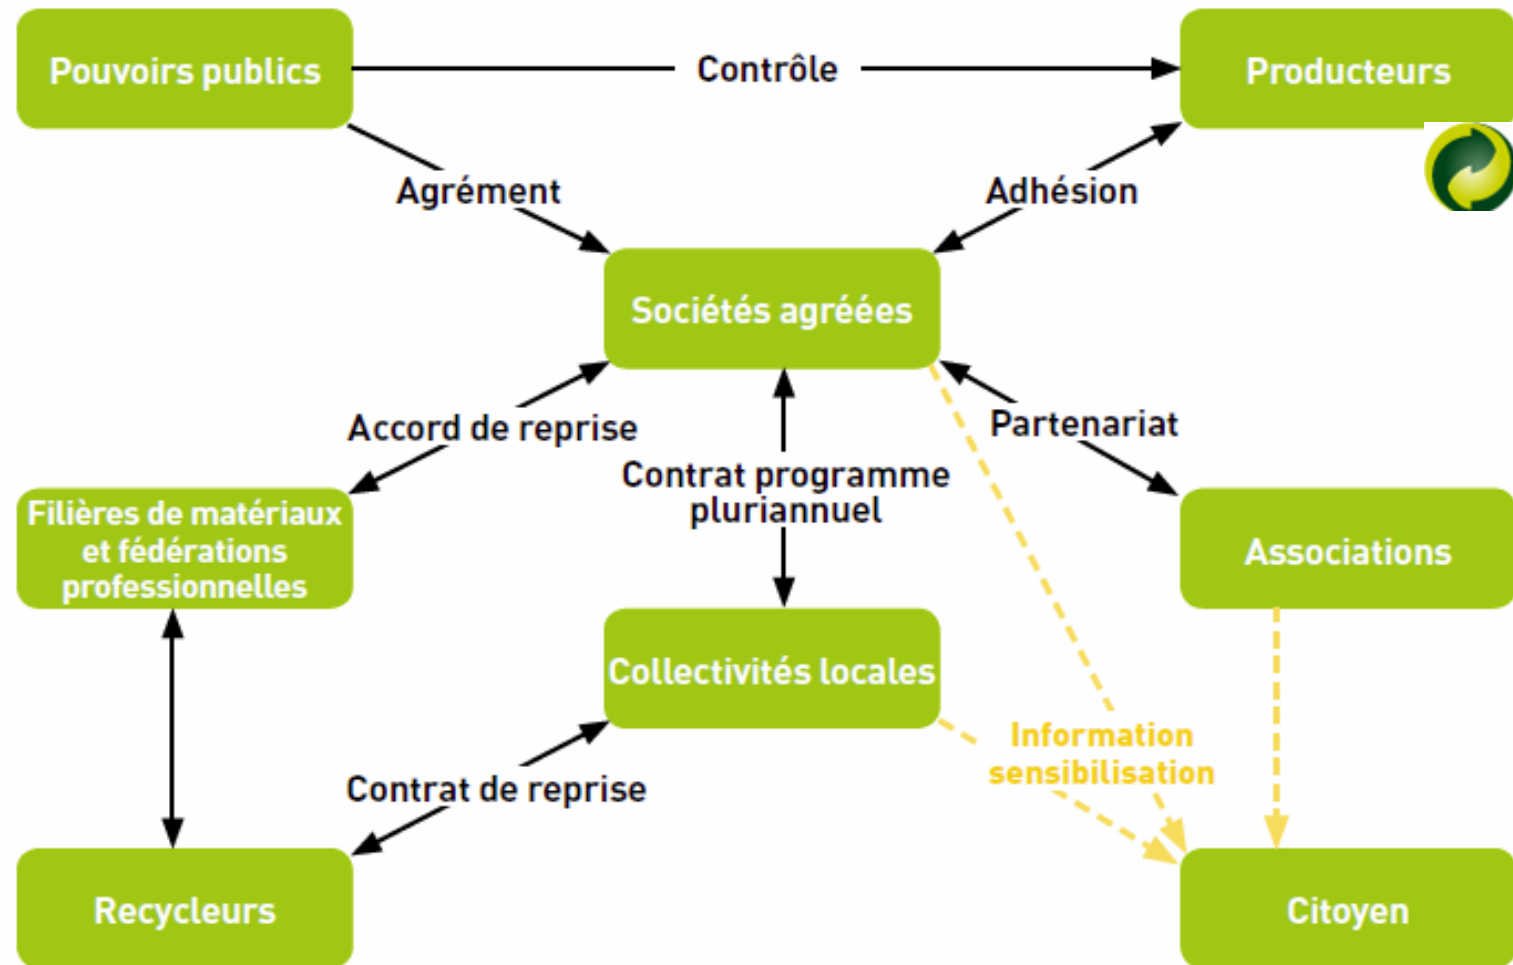 Pouvoirs publics
Contrôle
Producteurs
Agrément
Adhésion
Sociétés agréées
Accord de reprise
Partenariat
Contrat programme
pluriannuel
Filières de matériaux
et fédérations
professionnelles
Associations
Collectivités locales
Information
sensibilisation
Contrat de reprise
Recycleurs
Citoyen